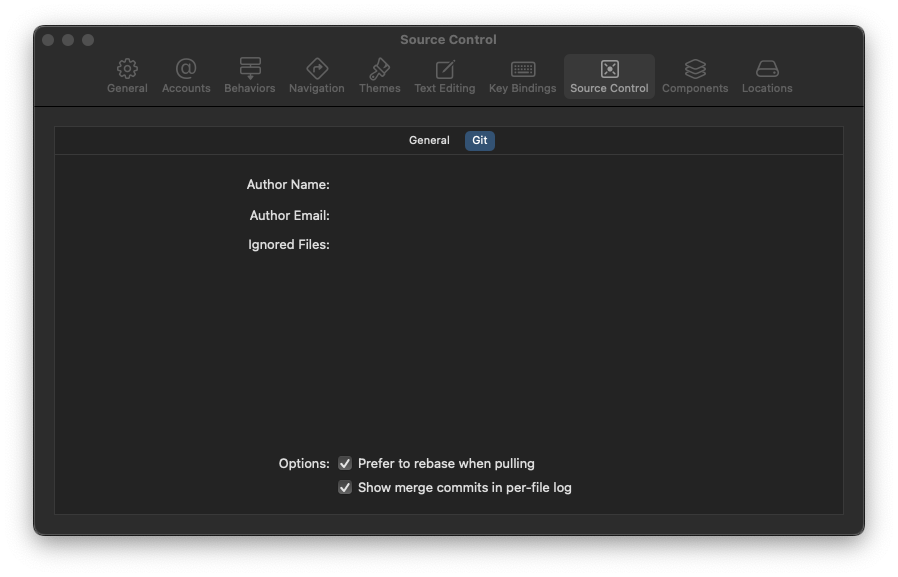 Source Control
General Accounts Behaviors Navigation Themes Text Editing Key Bindings Source Control Components Locations
General Git
Author Name:
Author Email:
Ignored Files:
Options: Prefer to rebase when pulling
Show merge commits in per-file log